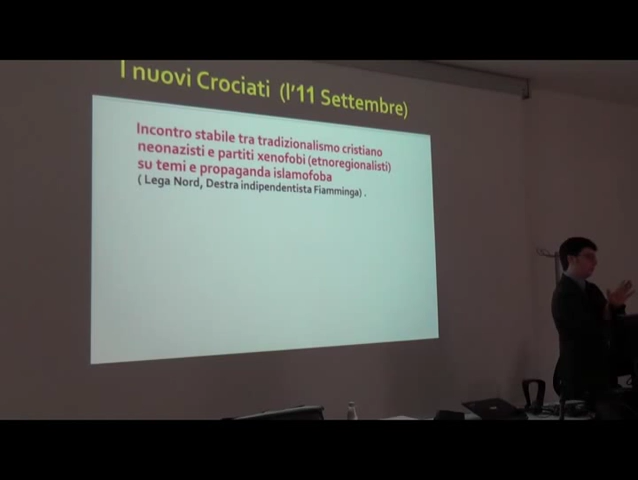 I nuovi Crociati (l'11 Settembre)
Incontro stabile tra tradizionalismo cristiano
neonazisti e partiti xenofobi (etnoregionalisti)
su temi e propaganda islamofoba
( Lega Nord, Destra indipendentista Fiamminga) .